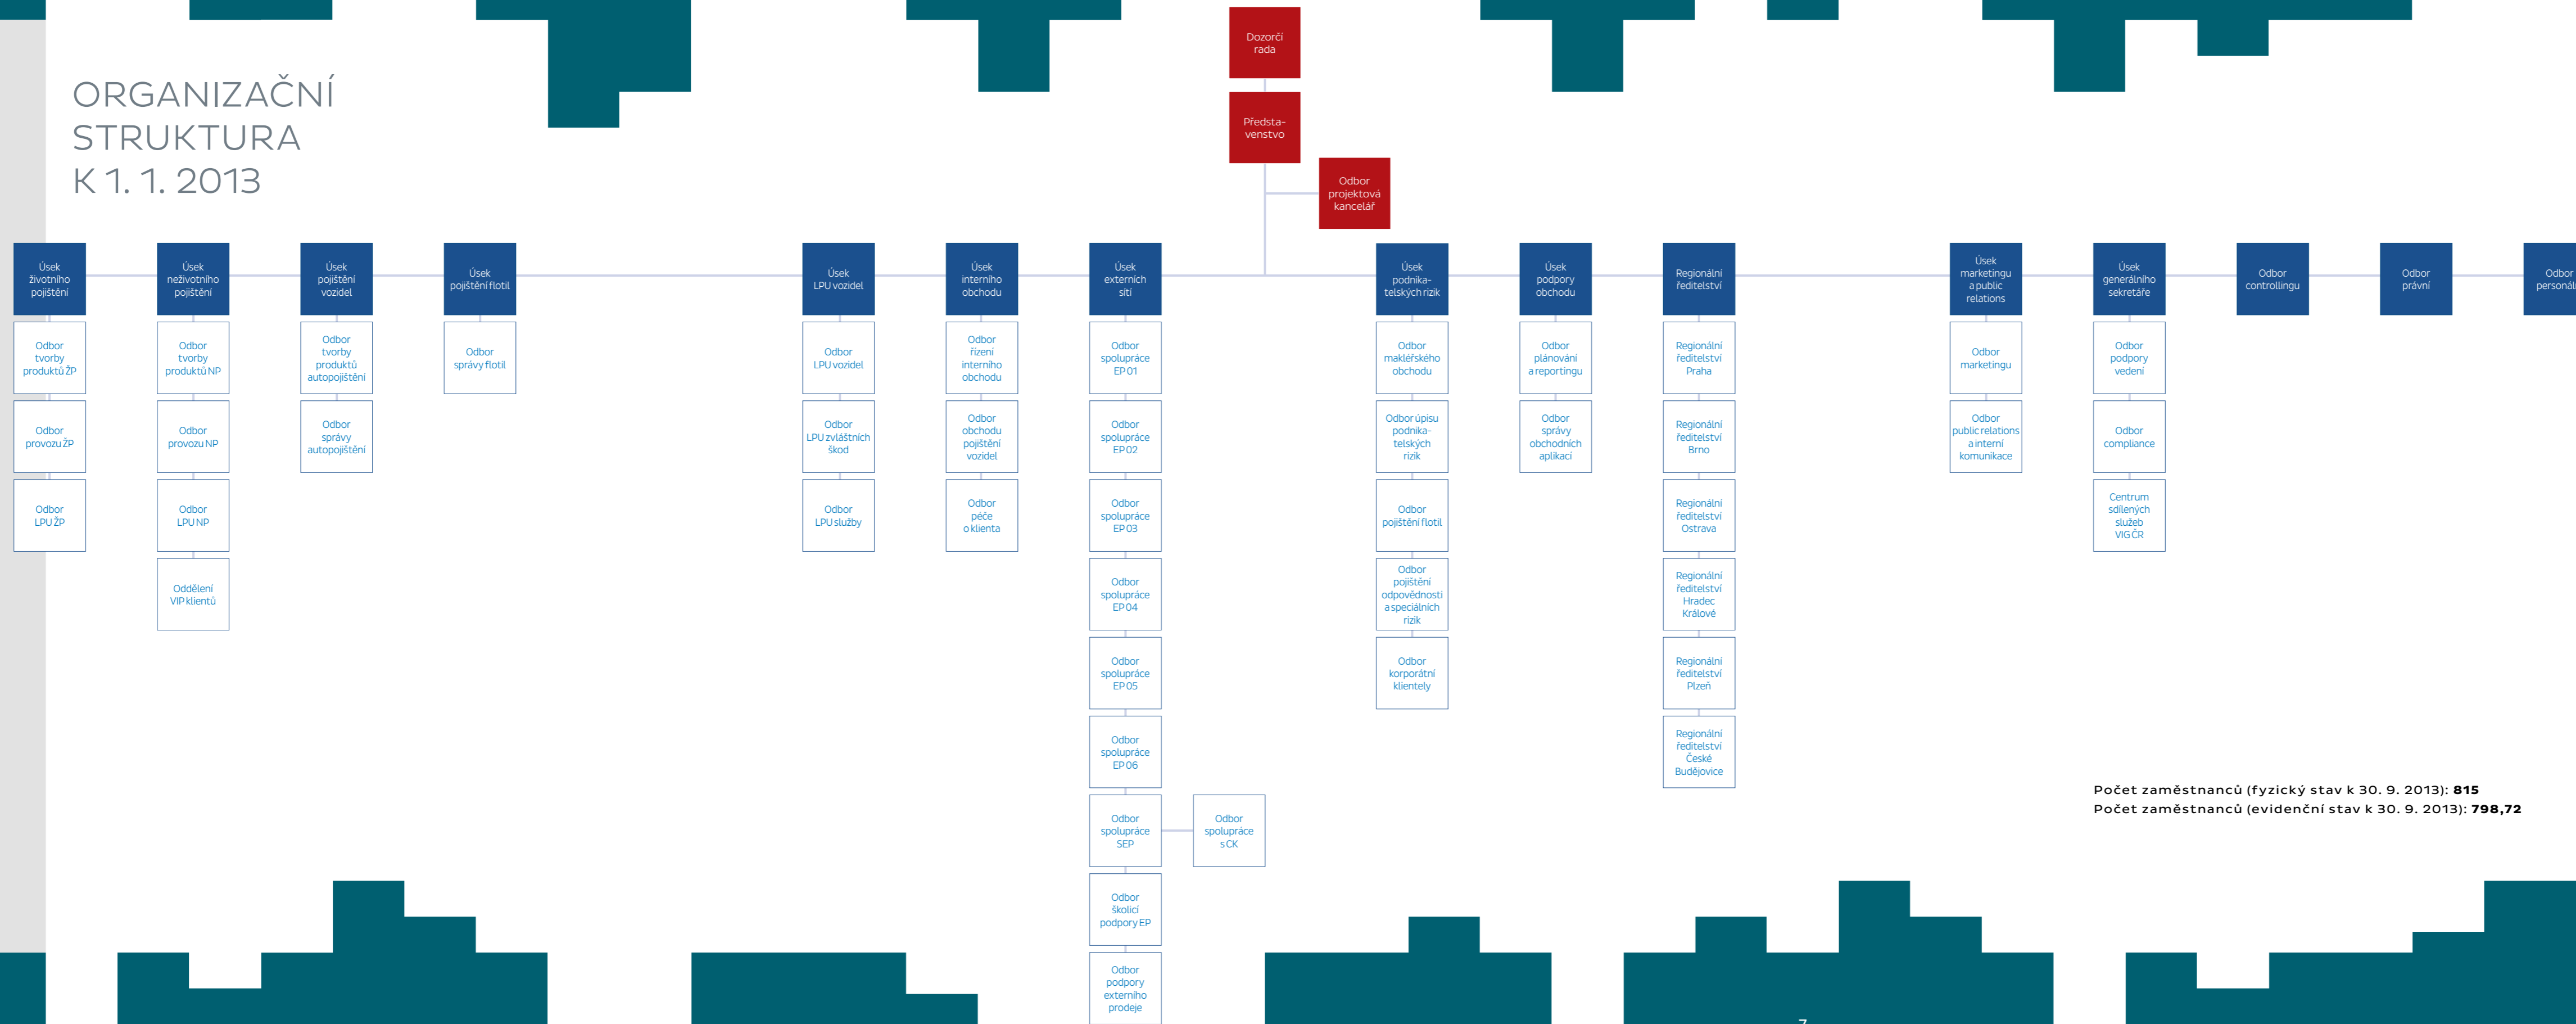 ORGANIZAČNÍ
STRUKTURA
K 1. 1. 2013
Dozorčí
rada
Předsta-
venstvo
Odbor
projektová
kancelář
Úsek
životního
pojištění
Odbor
tvorby
produktů ŽP
Odbor
provozu ŽP
Odbor
LPU ŽP
Úsek
neživotního
pojištění
Odbor
tvorby
produktů NP
Odbor
provozu NP
Odbor
LPU NP
Oddělení
VIP klientů
Úsek
pojištění
vozidel
Odbor
tvorby
produktů
autopojištění
Odbor
správy
autopojištění
Úsek
pojištění flotil
Odbor
správy flotil
Úsek
LPU vozidel
Odbor
LPU vozidel
Odbor
LPU zvláštních
škod
Odbor
LPU služby
Úsek
interního
obchodu
Odbor
řízení
interního
obchodu
Odbor
obchodu
pojištění
vozidel
Odbor
péče
o klienta
Úsek
externích
sítí
Odbor
spolupráce
EP 01
Odbor
spolupráce
EP 02
Odbor
spolupráce
EP 03
Odbor
spolupráce
EP 04
Odbor
spolupráce
EP 05
Odbor
spolupráce
EP 06
Odbor
spolupráce
SEP
Odbor
spolupráce
s CK
Odbor
školicí
podpory EP
Odbor
podpory
externího
prodeje
Úsek
podnika-
telských rizik
Odbor
makléřského
obchodu
Odbor úpisu
podnika-
telských
rizik
Odbor
pojištění flotil
Odbor
pojištění
odpovědnosti
a speciálních
rizik
Odbor
korporátní
klientely
Úsek
podpory
obchodu
Odbor
plánování
a reportingu
Odbor
správy
obchodních
aplikací
Regionální
ředitelství
Regionální
ředitelství
Praha
Regionální
ředitelství
Brno
Regionální
ředitelství
Ostrava
Regionální
ředitelství
Hradec
Králové
Regionální
ředitelství
Plzeň
Regionální
ředitelství
České
Budějovice
Úsek
marketingu
a public
relations
Odbor
marketingu
Odbor
public relations
a interní
komunikace
Úsek
generálního
sekretáře
Odbor
podpory
vedení
Odbor
compliance
Centrum
sdílených
služeb
VIG ČR
Odbor
controllingu
Odbor
právní
Odbor
Počet zaměstnanců (fyzický stav k 30. 9. 2013): 815
Počet zaměstnanců (evidenční stav k 30. 9. 2013): 798,72